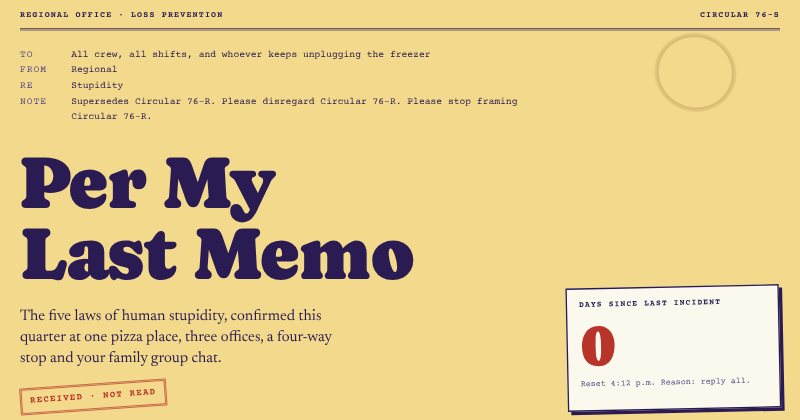 REGIONAL OFFICE · LOSS PREVENTION
CIRCULAR 76-S
TO All crew, all shifts, and whoever keeps unplugging the freezer
FROM Regional
RE Stupidity
NOTE Supersedes Circular 76-R. Please disregard Circular 76-R. Please stop framing
Circular 76-R.
Per My
Last Memo
The five laws of human stupidity, confirmed this
quarter at one pizza place, three offices, a four-way
stop and your family group chat.
RECEIVED · NOT READ
DAYS SINCE LAST INCIDENT
0
Reset 4:12 p.m. Reason: reply all.